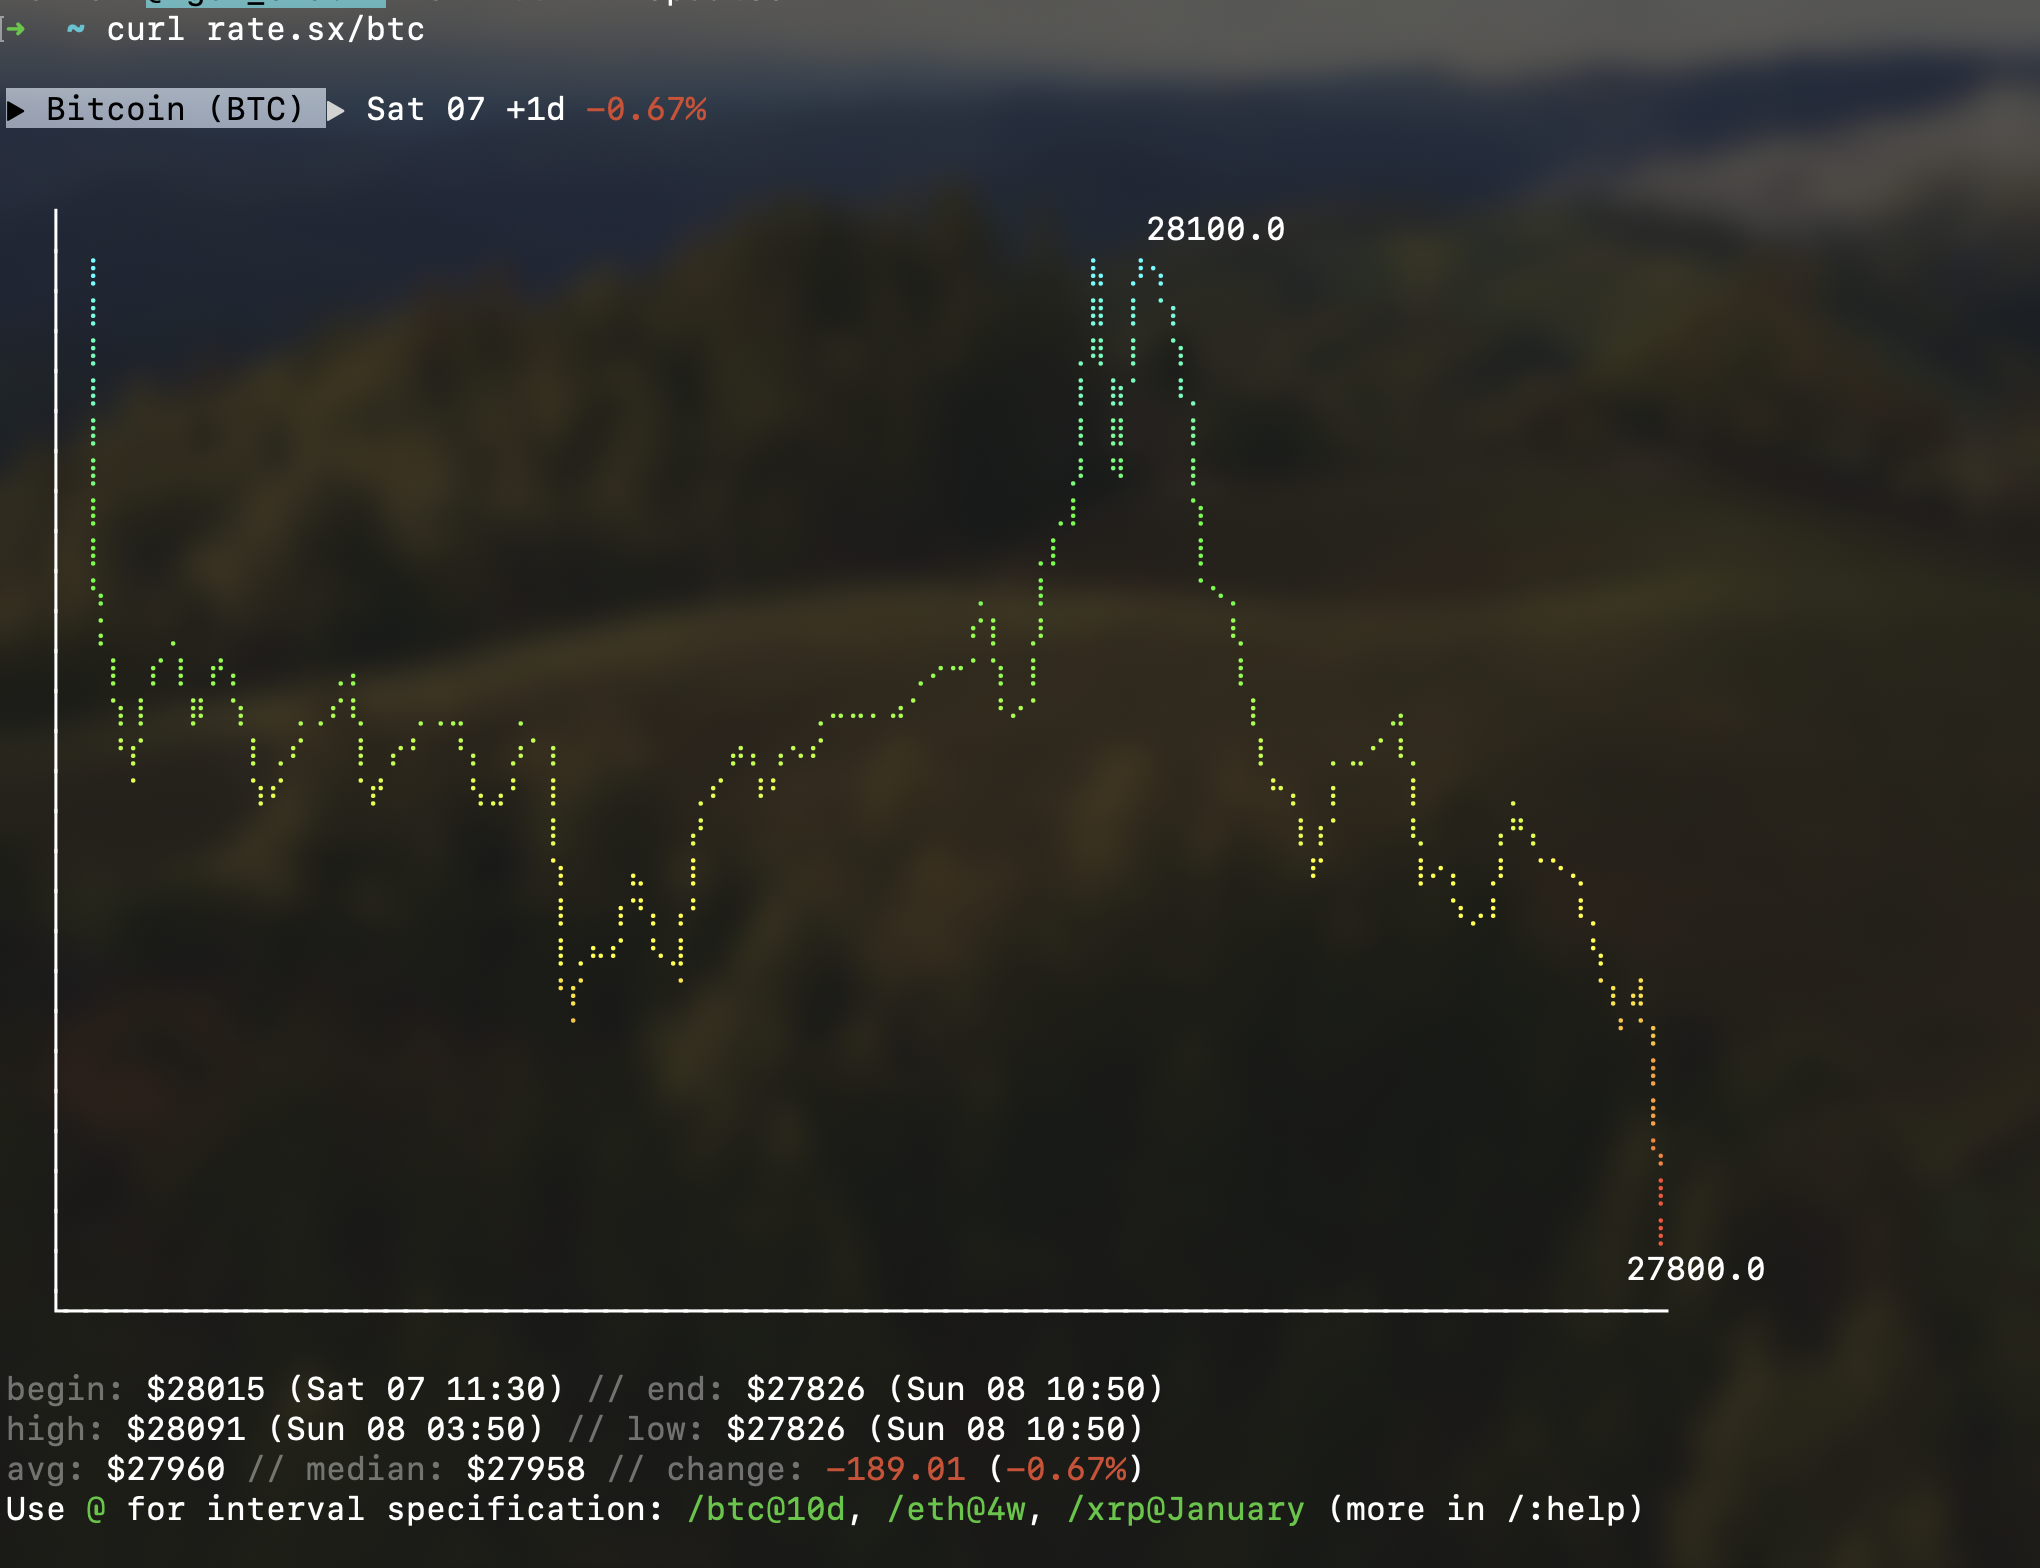 ➜ ~ curl rate.sx/btc
▶ Bitcoin (BTC) ▶ Sat 07 +1d −0.67%
28100.0
27800.0
begin: $28015 (Sat 07 11:30) // end: $27826 (Sun 08 10:50)
high: $28091 (Sun 08 03:50) // low: $27826 (Sun 08 10:50)
avg: $27960 // median: $27958 // change: −189.01 (−0.67%)
Use @ for interval specification: /btc@10d, /eth@4w, /xrp@January (more in /:help)